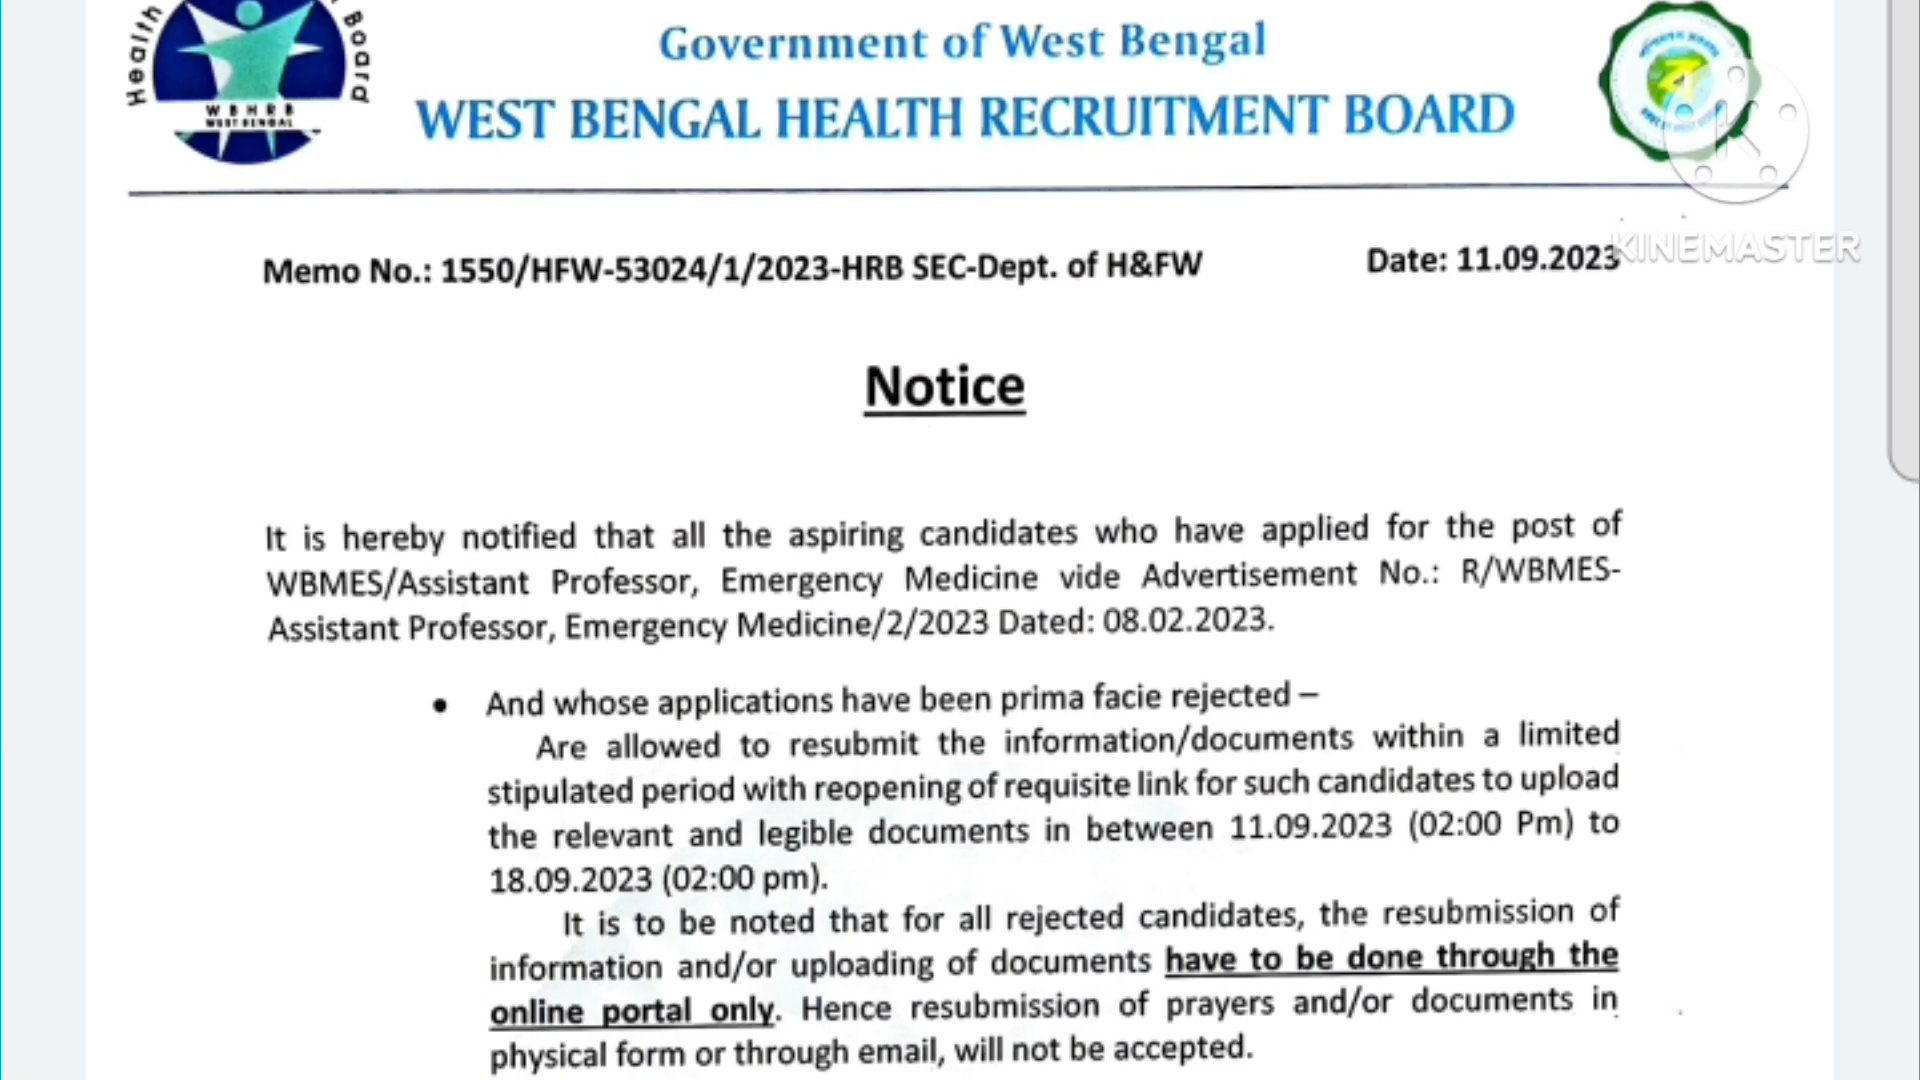 Health Board
W B H R B
WEST BENGAL
Government of West Bengal
WEST BENGAL HEALTH RECRUITMENT BOARD
KINEMASTER
Memo No.: 1550/HFW-53024/1/2023-HRB SEC-Dept. of H&FW Date: 11.09.2023
Notice
It is hereby notified that all the aspiring candidates who have applied for the post of
WBMES/Assistant Professor, Emergency Medicine vide Advertisement No.: R/WBMES-
Assistant Professor, Emergency Medicine/2/2023 Dated: 08.02.2023.
• And whose applications have been prima facie rejected –
Are allowed to resubmit the information/documents within a limited
stipulated period with reopening of requisite link for such candidates to upload
the relevant and legible documents in between 11.09.2023 (02:00 Pm) to
18.09.2023 (02:00 pm).
It is to be noted that for all rejected candidates, the resubmission of
information and/or uploading of documents have to be done through the
online portal only. Hence resubmission of prayers and/or documents in
physical form or through email, will not be accepted.